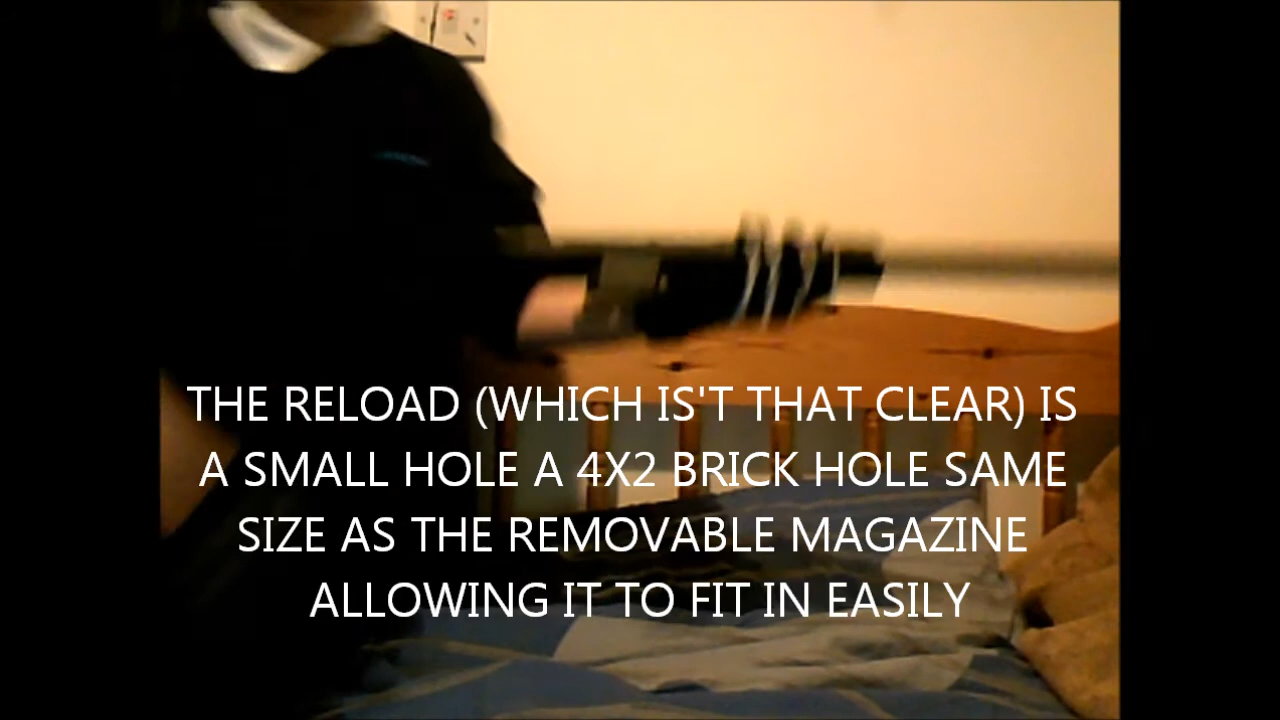 THE RELOAD (WHICH IS'T THAT CLEAR) IS
A SMALL HOLE A 4X2 BRICK HOLE SAME
SIZE AS THE REMOVABLE MAGAZINE
ALLOWING IT TO FIT IN EASILY